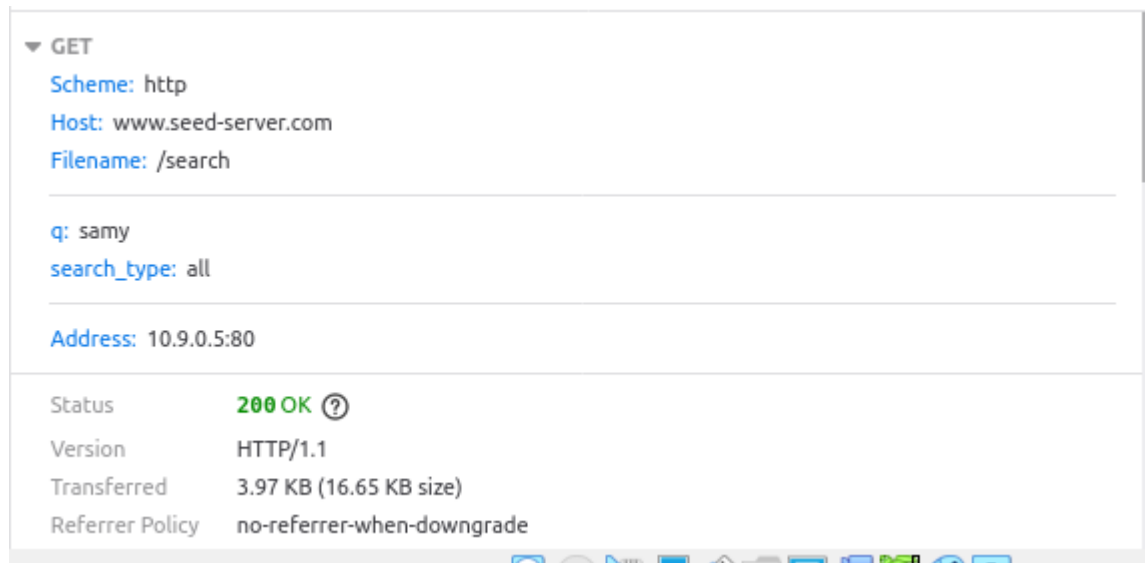 GET
Scheme: http
Host: www.seed-server.com
Filename: /search
q: samy
search_type: all
Address: 10.9.0.5:80
Status 200 OK ?
Version HTTP/1.1
Transferred 3.97 KB (16.65 KB size)
Referrer Policy no-referrer-when-downgrade